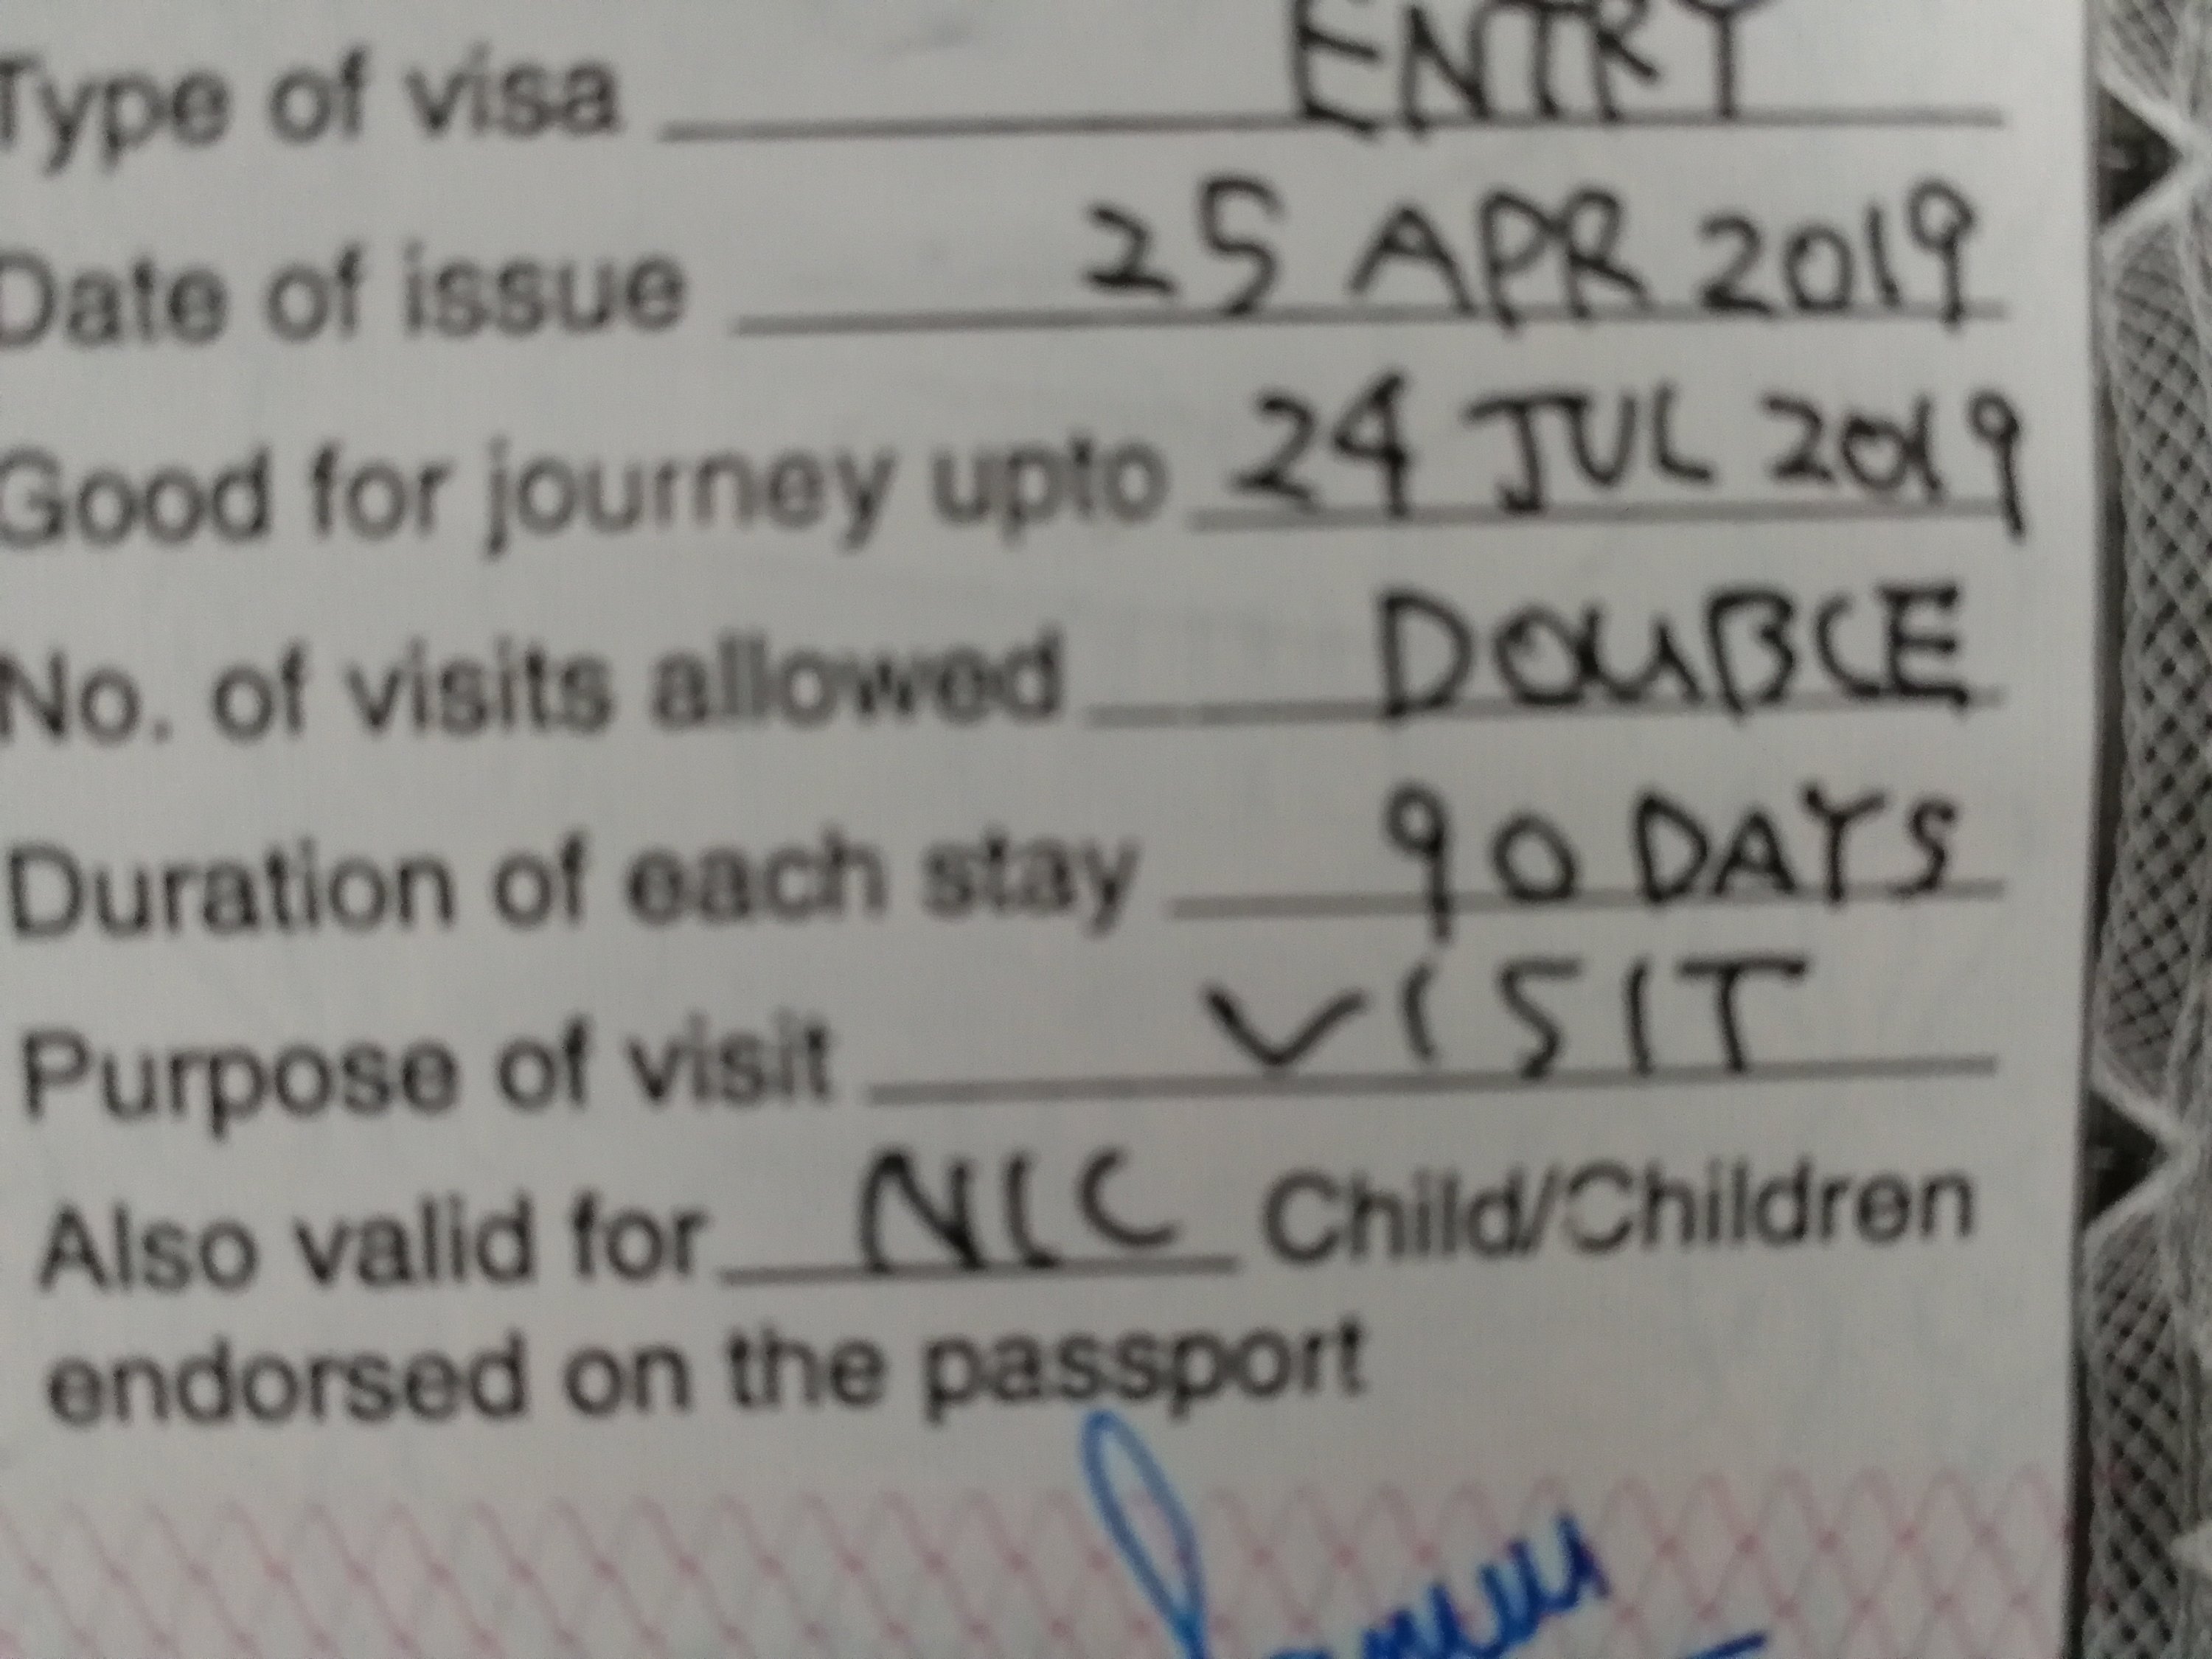 Type of visa ENTRY
Date of issue 25 APR 2019
Good for journey upto 24 JUL 2019
No. of visits allowed DOUBLE
Duration of each stay 90 DAYS
Purpose of visit VISIT
Also valid for NIL Child/Children
endorsed on the passport